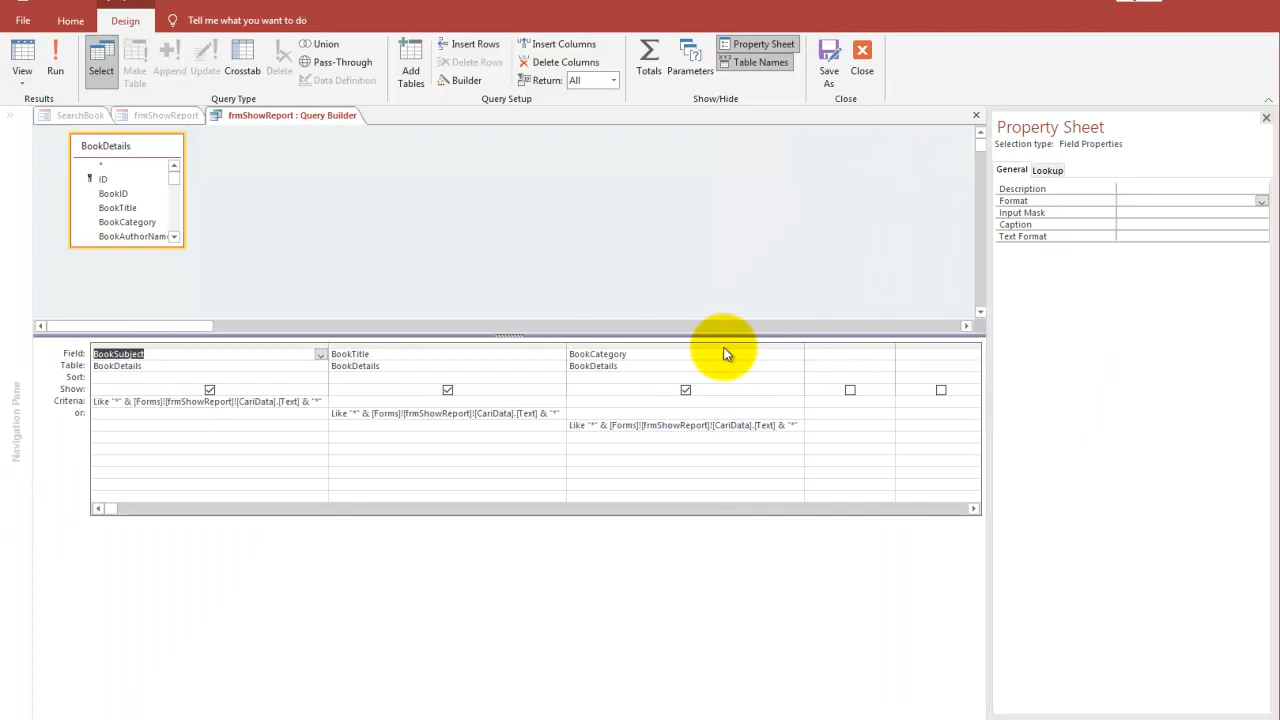 File Home Design Tell me what you want to do
View Run Select Make Table Append Update Crosstab Delete Union Pass-Through Data Definition Add Tables Insert Rows Delete Rows Builder Insert Columns Delete Columns Return: All Totals Parameters Property Sheet Table Names Save As Close
Results Query Type Query Setup Show/Hide Close
SearchBook frmShowReport frmShowReport : Query Builder
BookDetails
*
ID
BookID
BookTitle
BookCategory
BookAuthorName
Property Sheet
Selection type: Field Properties
General Lookup
Description
Format
Input Mask
Caption
Text Format
Navigation Pane
Field: BookSubject BookTitle BookCategory
Table: BookDetails BookDetails BookDetails
Sort:
Show:
Criteria: Like "*" & [Forms]![frmShowReport]![CariData].[Text] & "*"
or: Like "*" & [Forms]![frmShowReport]![CariData].[Text] & "*"
Like "*" & [Forms]![frmShowReport]![CariData].[Text] & "*"